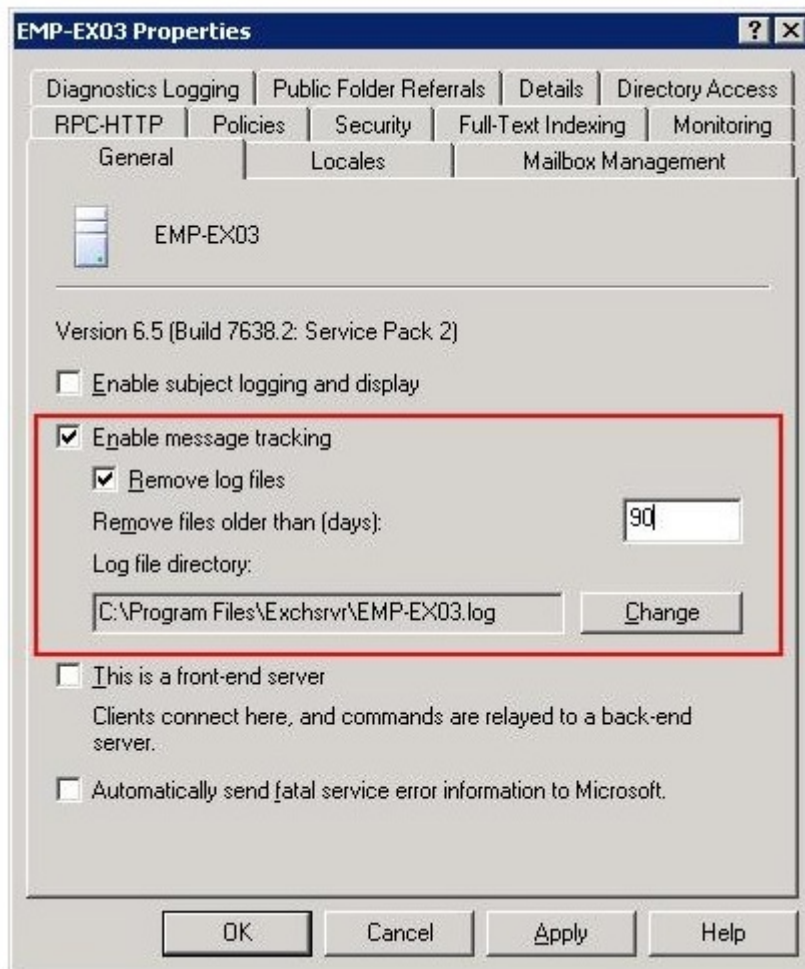 EMP-EX03 Properties
Diagnostics Logging Public Folder Referrals Details Directory Access
RPC-HTTP Policies Security Full-Text Indexing Monitoring
General Locales Mailbox Management
EMP-EX03
Version 6.5 (Build 7638.2: Service Pack 2)
Enable subject logging and display
Enable message tracking
Remove log files
Remove files older than (days): 90
Log file directory:
C:\Program Files\Exchsrvr\EMP-EX03.log Change
This is a front-end server
Clients connect here, and commands are relayed to a back-end
server.
Automatically send fatal service error information to Microsoft.
OK Cancel Apply Help